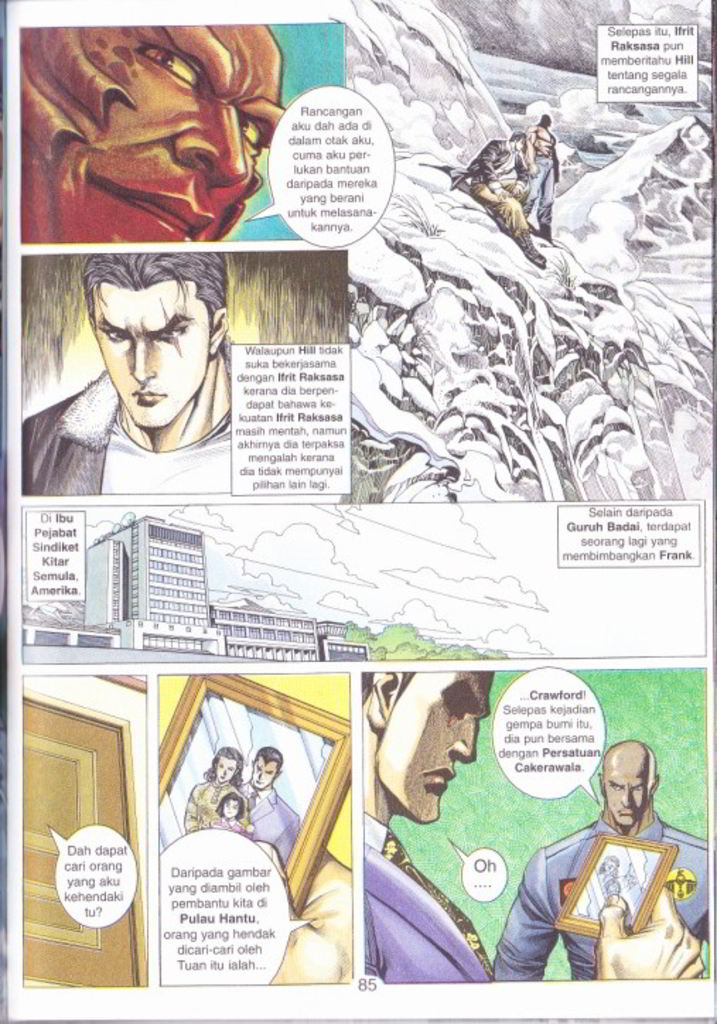 Rancangan
aku dah ada di
dalam otak aku,
cuma aku per-
lukan bantuan
daripada mereka
yang berani
untuk melasana-
kannya.
Selepas itu, Ifrit
Raksasa pun
memberitahu Hill
tentang segala
rancangannya.
Walaupun Hill tidak
suka bekerjasama
dengan Ifrit Raksasa
kerana dia berpen-
dapat bahawa ke-
kuatan Ifrit Raksasa
masih mentah, namun
akhirnya dia terpaksa
mengalah kerana
dia tidak mempunyai
pilihan lain lagi.
Di Ibu
Pejabat
Sindiket
Kitar
Semula,
Amerika.
Selain daripada
Guruh Badai, terdapat
seorang lagi yang
membimbangkan Frank.
Dah dapat
cari orang
yang aku
kehendaki
tu?
Daripada gambar
yang diambil oleh
pembantu kita di
Pulau Hantu,
orang yang hendak
dicari-cari oleh
Tuan itu ialah...
...Crawford!
Selepas kejadian
gempa bumi itu,
dia pun bersama
dengan Persatuan
Cakerawala.
Oh
....
85